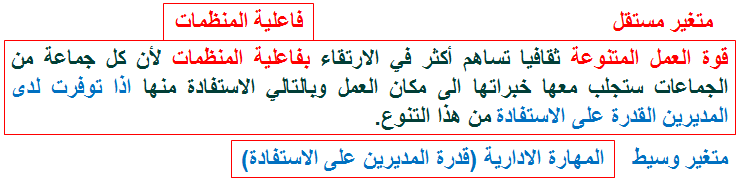 متغير مستقل فاعلية المنظمات
قوة العمل المتنوعة ثقافيا تساهم أكثر في الارتقاء بفاعلية المنظمات لأن كل جماعة من
الجماعات ستجلب معها خبراتها الى مكان العمل وبالتالي الاستفادة منها اذا توفرت لدى
المديرين القدرة على الاستفادة من هذا التنوع.
متغير وسيط المهارة الادارية (قدرة المديرين على الاستفادة)